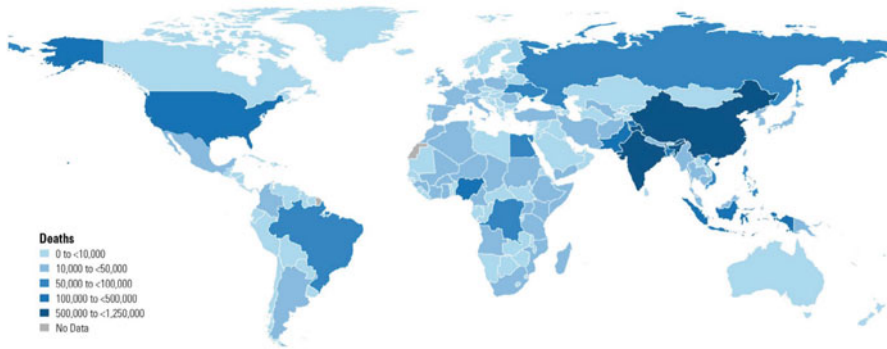 Deaths
0 to <10,000
10,000 to <50,000
50,000 to <100,000
100,000 to <500,000
500,000 to <1,250,000
No Data